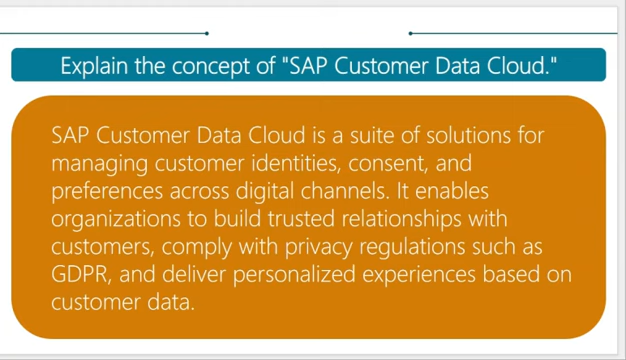 Explain the concept of "SAP Customer Data Cloud."
SAP Customer Data Cloud is a suite of solutions for
managing customer identities, consent, and
preferences across digital channels. It enables
organizations to build trusted relationships with
customers, comply with privacy regulations such as
GDPR, and deliver personalized experiences based on
customer data.